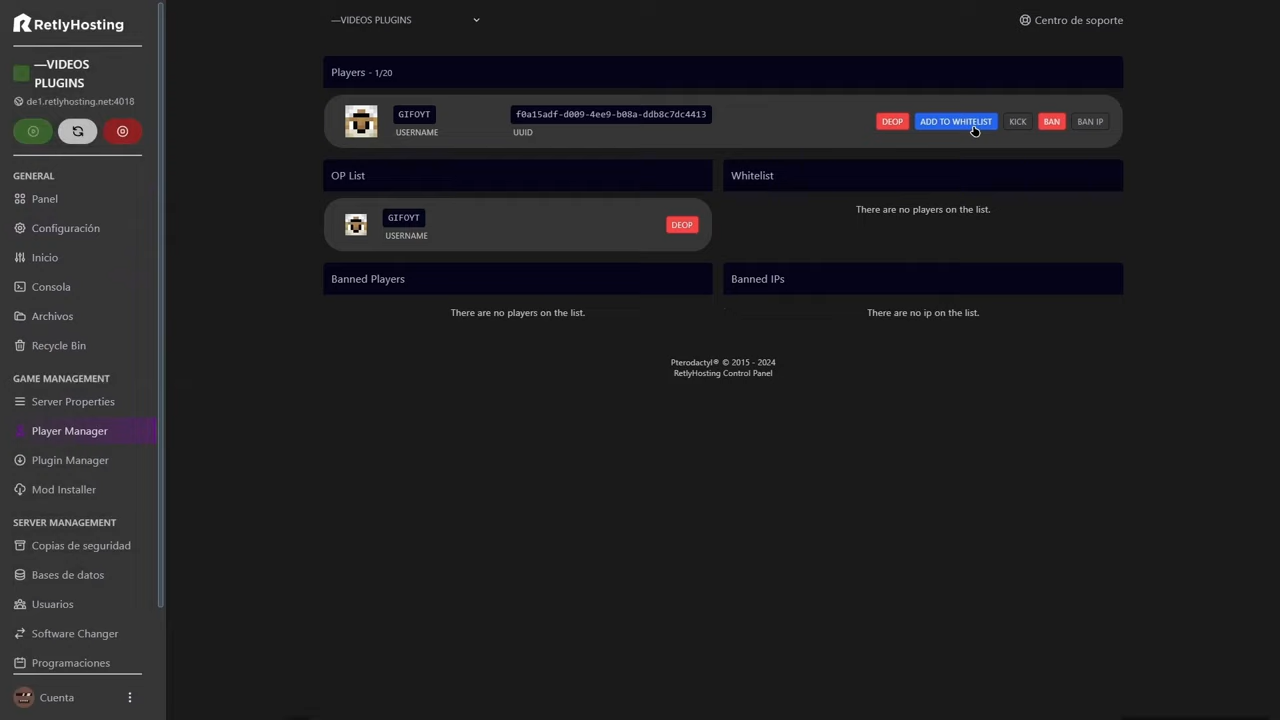 RetlyHosting
—VIDEOS PLUGINS
Centro de soporte
—VIDEOS
PLUGINS
de1.retlyhosting.net:4018
GENERAL
Panel
Configuración
Inicio
Consola
Archivos
Recycle Bin
GAME MANAGEMENT
Server Properties
Player Manager
Plugin Manager
Mod Installer
SERVER MANAGEMENT
Copias de seguridad
Bases de datos
Usuarios
Software Changer
Programaciones
Cuenta
Players - 1/20
GIFOYT
USERNAME
f0a15adf-d009-4ee9-b08a-ddb8c7dc4413
UUID
DEOP
ADD TO WHITELIST
KICK
BAN
BAN IP
OP List
GIFOYT
USERNAME
DEOP
Whitelist
There are no players on the list.
Banned Players
There are no players on the list.
Banned IPs
There are no ip on the list.
Pterodactyl® © 2015 - 2024
RetlyHosting Control Panel